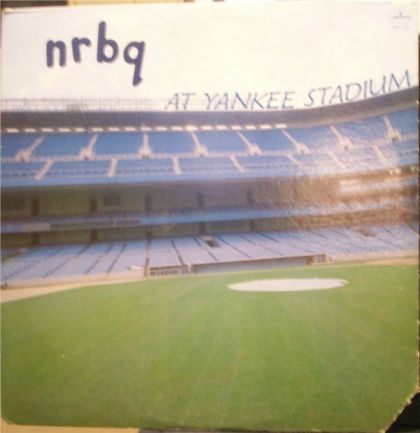 nrbq
AT YANKEE STADIUM